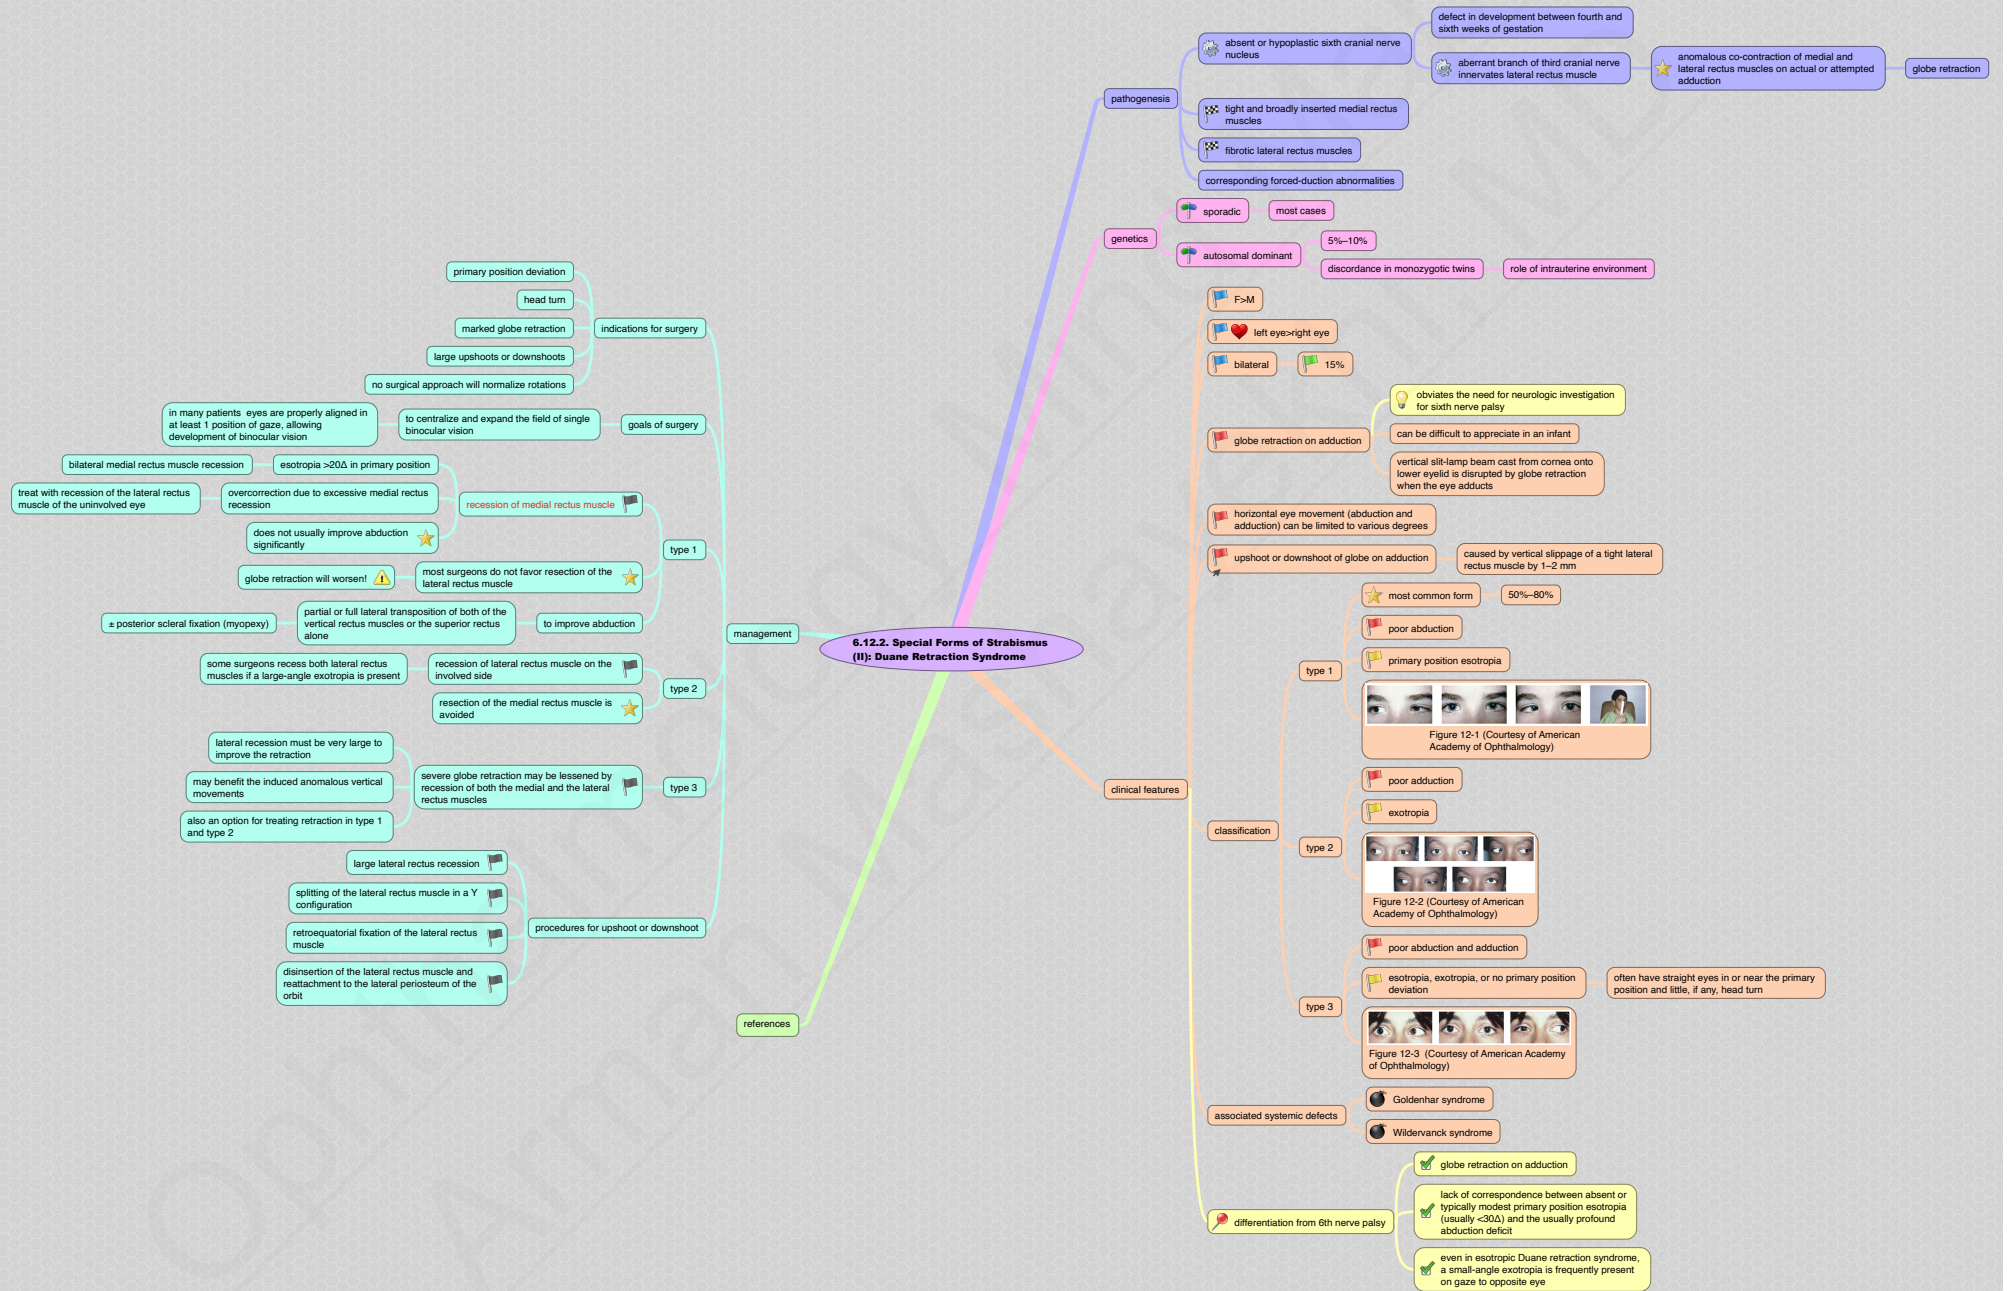 6.12.2. Special Forms of Strabismus
(II): Duane Retraction Syndrome
pathogenesis
absent or hypoplastic sixth cranial nerve
nucleus
defect in development between fourth and
sixth weeks of gestation
aberrant branch of third cranial nerve
innervates lateral rectus muscle
anomalous co-contraction of medial and
lateral rectus muscles on actual or attempted
adduction
globe retraction
tight and broadly inserted medial rectus
muscles
fibrotic lateral rectus muscles
corresponding forced-duction abnormalities
genetics
sporadic
most cases
autosomal dominant
5%–10%
discordance in monozygotic twins
role of intrauterine environment
clinical features
F>M
left eye>right eye
bilateral
15%
globe retraction on adduction
obviates the need for neurologic investigation
for sixth nerve palsy
can be difficult to appreciate in an infant
vertical slit-lamp beam cast from cornea onto
lower eyelid is disrupted by globe retraction
when the eye adducts
horizontal eye movement (abduction and
adduction) can be limited to various degrees
upshoot or downshoot of globe on adduction
caused by vertical slippage of a tight lateral
rectus muscle by 1–2 mm
classification
type 1
most common form
50%–80%
poor abduction
primary position esotropia
Figure 12-1 (Courtesy of American
Academy of Ophthalmology)
type 2
poor adduction
exotropia
Figure 12-2 (Courtesy of American
Academy of Ophthalmology)
type 3
poor abduction and adduction
esotropia, exotropia, or no primary position
deviation
often have straight eyes in or near the primary
position and little, if any, head turn
Figure 12-3 (Courtesy of American Academy
of Ophthalmology)
associated systemic defects
Goldenhar syndrome
Wildervanck syndrome
differentiation from 6th nerve palsy
globe retraction on adduction
lack of correspondence between absent or
typically modest primary position esotropia
(usually <30Δ) and the usually profound
abduction deficit
even in esotropic Duane retraction syndrome,
a small-angle exotropia is frequently present
on gaze to opposite eye
management
indications for surgery
primary position deviation
head turn
marked globe retraction
large upshoots or downshoots
no surgical approach will normalize rotations
goals of surgery
to centralize and expand the field of single
binocular vision
in many patients eyes are properly aligned in
at least 1 position of gaze, allowing
development of binocular vision
type 1
recession of medial rectus muscle
esotropia >20Δ in primary position
bilateral medial rectus muscle recession
overcorrection due to excessive medial rectus
recession
treat with recession of the lateral rectus
muscle of the uninvolved eye
does not usually improve abduction
significantly
most surgeons do not favor resection of the
lateral rectus muscle
globe retraction will worsen!
to improve abduction
partial or full lateral transposition of both of the
vertical rectus muscles or the superior rectus
alone
± posterior scleral fixation (myopexy)
type 2
recession of lateral rectus muscle on the
involved side
some surgeons recess both lateral rectus
muscles if a large-angle exotropia is present
resection of the medial rectus muscle is
avoided
type 3
severe globe retraction may be lessened by
recession of both the medial and the lateral
rectus muscles
lateral recession must be very large to
improve the retraction
may benefit the induced anomalous vertical
movements
also an option for treating retraction in type 1
and type 2
procedures for upshoot or downshoot
large lateral rectus recession
splitting of the lateral rectus muscle in a Y
configuration
retroequatorial fixation of the lateral rectus
muscle
disinsertion of the lateral rectus muscle and
reattachment to the lateral periosteum of the
orbit
references